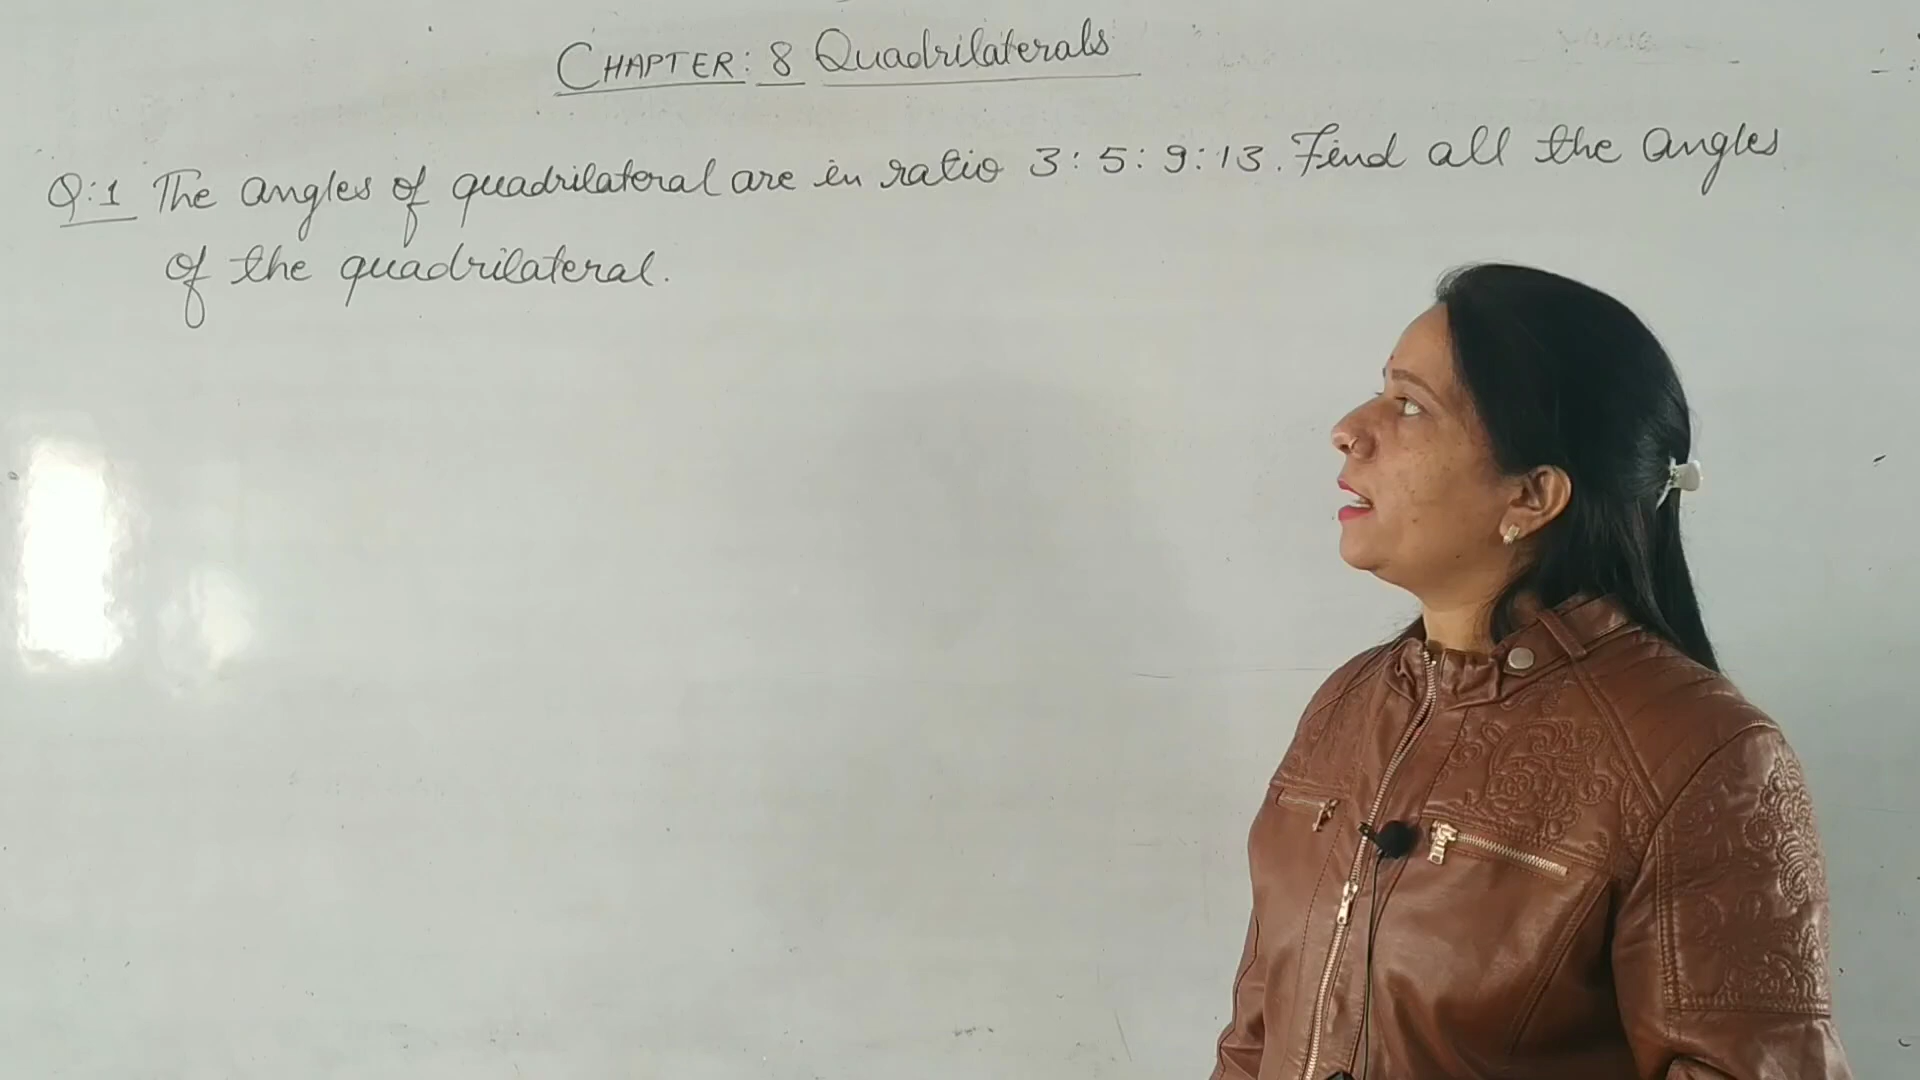 CHAPTER: 8 Quadrilaterals
Q:1 The angles of quadrilateral are in ratio 3:5:9:13. Find all the angles
of the quadrilateral.